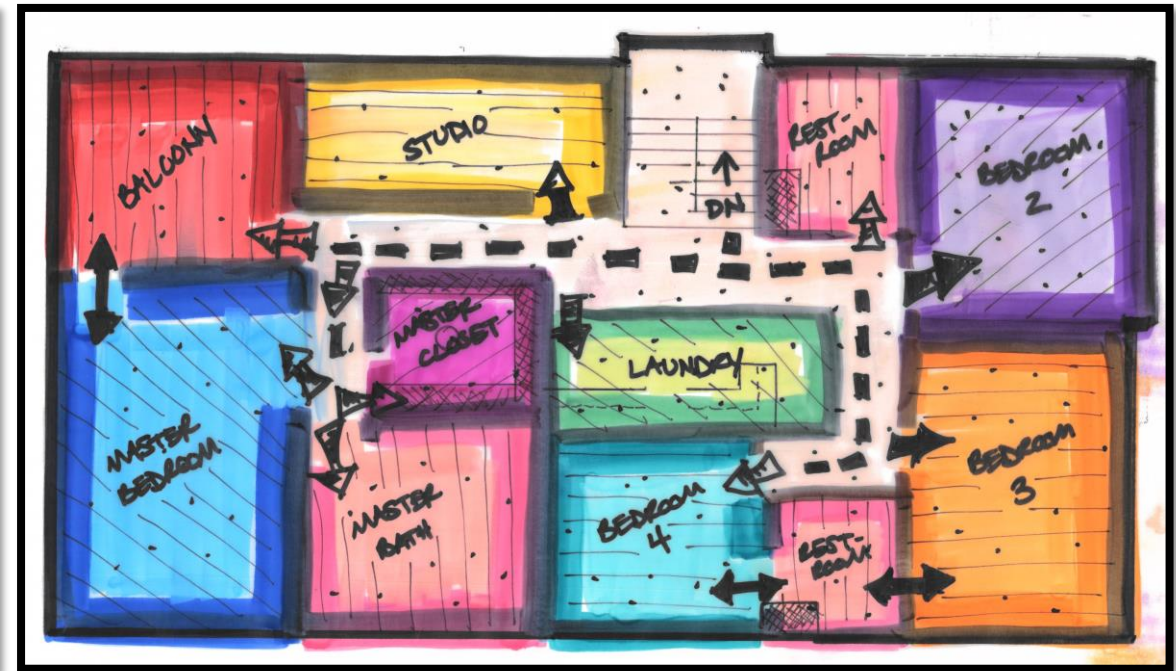 BALCONY
STUDIO
DN
REST-
ROOM
BEDROOM
2
MASTER
CLOSET
LAUNDRY
MASTER
BEDROOM
MASTER
BATH
BEDROOM
4
REST-
ROOM
BEDROOM
3